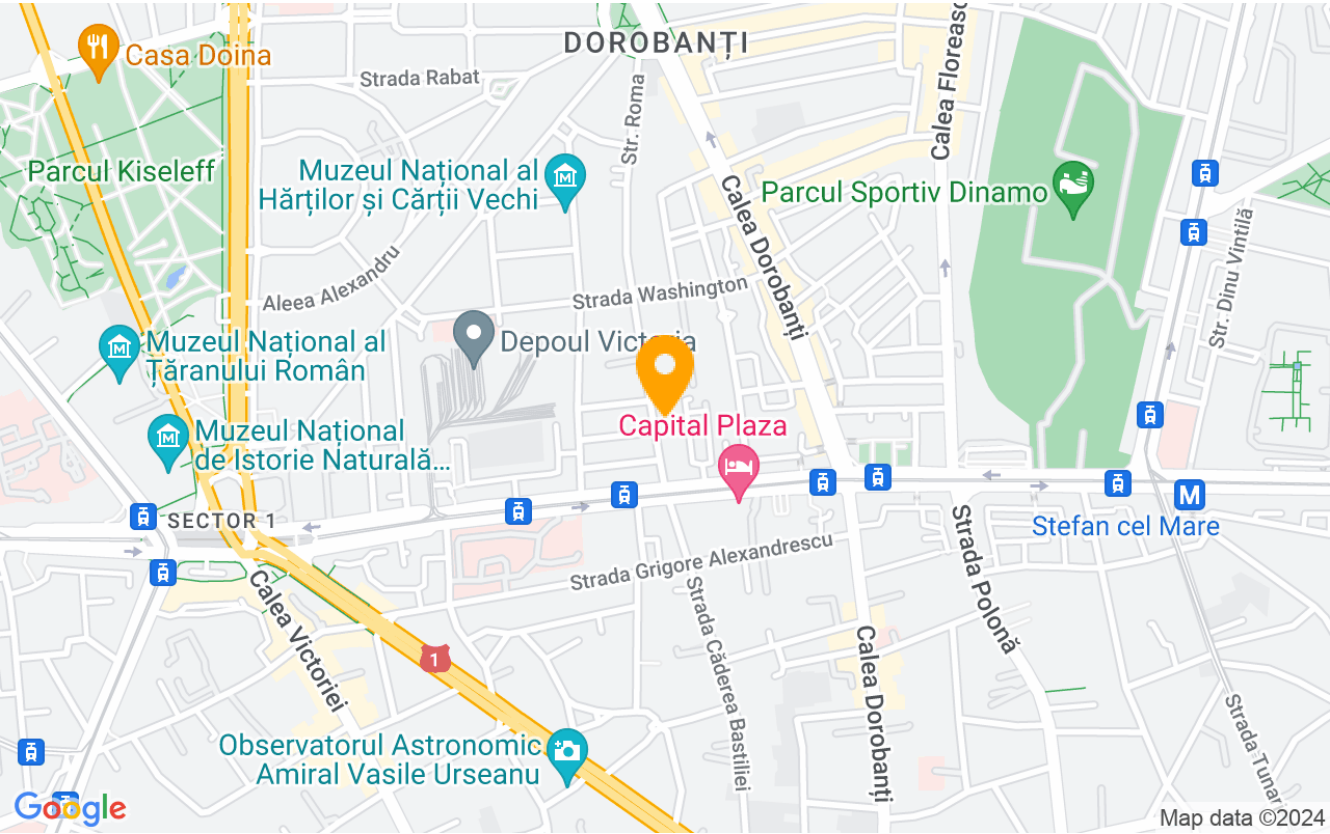 DOROBANȚI
Casa Doina
Strada Rabat
Calea Floreasc
Str. Roma
Parcul Kiseleff
Muzeul Național al
Hărților și Cărții Vechi
Calea Dorobanți
Parcul Sportiv Dinamo
Aleea Alexandru
Strada Washington
Str. Dinu Vintilă
Muzeul Național al
Țăranului Român
Depoul Victoria
Capital Plaza
Muzeul Național
de Istorie Naturală...
M
SECTOR 1
Stefan cel Mare
Strada Polonă
Strada Grigore Alexandrescu
Calea Victoriei
Strada Căderea Bastiliei
Calea Dorobanți
1
Strada Tunar
Observatorul Astronomic
Amiral Vasile Urseanu
Google
Map data ©2024